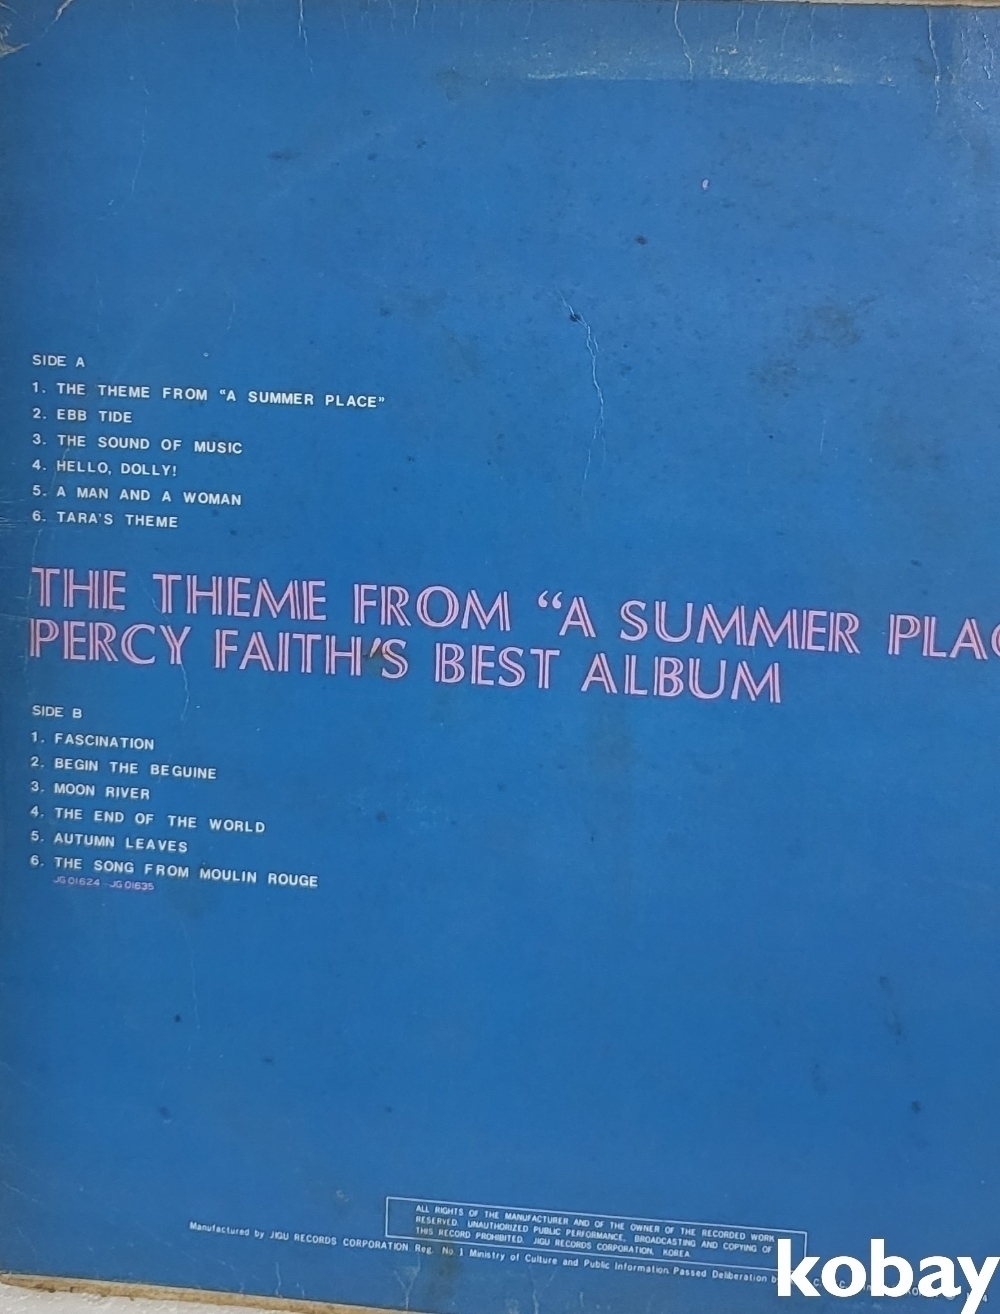 SIDE A
1. THE THEME FROM "A SUMMER PLACE"
2. EBB TIDE
3. THE SOUND OF MUSIC
4. HELLO, DOLLY!
5. A MAN AND A WOMAN
6. TARA'S THEME
THE THEME FROM "A SUMMER PLAC
PERCY FAITH'S BEST ALBUM
SIDE B
1. FASCINATION
2. BEGIN THE BEGUINE
3. MOON RIVER
4. THE END OF THE WORLD
5. AUTUMN LEAVES
6. THE SONG FROM MOULIN ROUGE
JG 01624 JG 01635
ALL RIGHTS OF THE MANUFACTURER AND OF THE OWNER OF THE RECORDED WORK
RESERVED. UNAUTHORIZED PUBLIC PERFORMANCE, BROADCASTING AND COPYING OF
THIS RECORD PROHIBITED. JIGU RECORDS CORPORATION, KOREA
Manufactured by JIGU RECORDS CORPORATION Reg. No. 1 Ministry of Culture and Public Information. Passed Deliberation by
kobay